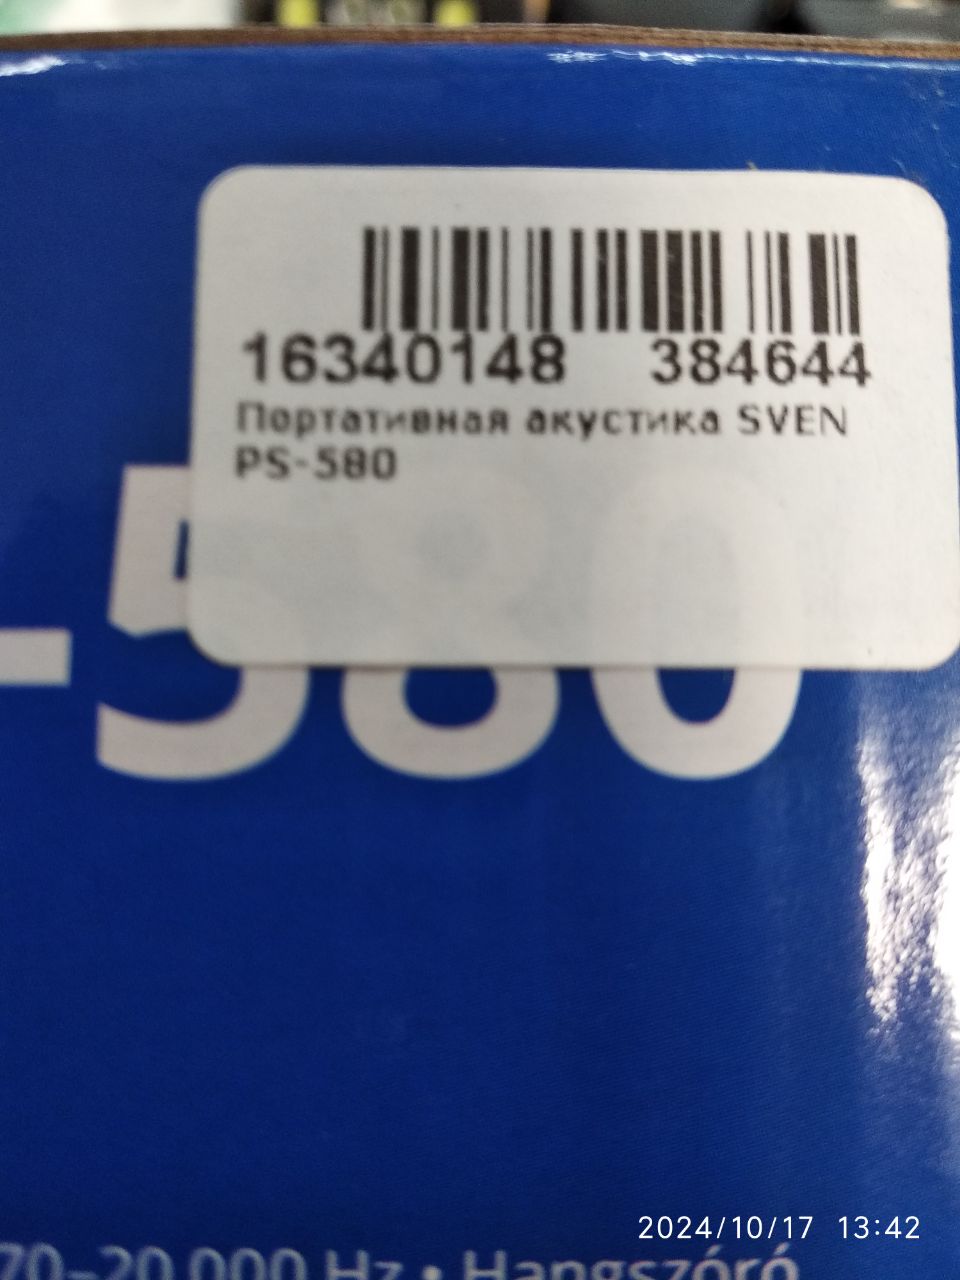 16340148 384644
Портативная акустика SVEN
PS-580
-580
2024/10/17 13:42
70-20 000 Hz • Hangszóró